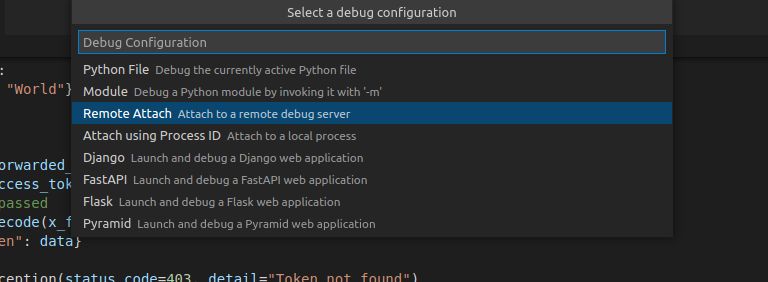 Select a debug configuration
Debug Configuration
Python File Debug the currently active Python file
Module Debug a Python module by invoking it with '-m'
Remote Attach Attach to a remote debug server
Attach using Process ID Attach to a local process
Django Launch and debug a Django web application
FastAPI Launch and debug a FastAPI web application
Flask Launch and debug a Flask web application
Pyramid Launch and debug a Pyramid web application
:
"World"}
orwarded_
ccess_tok
passed
ecode(x_f
en": data}
ception(status_code=403, detail="Token not found")